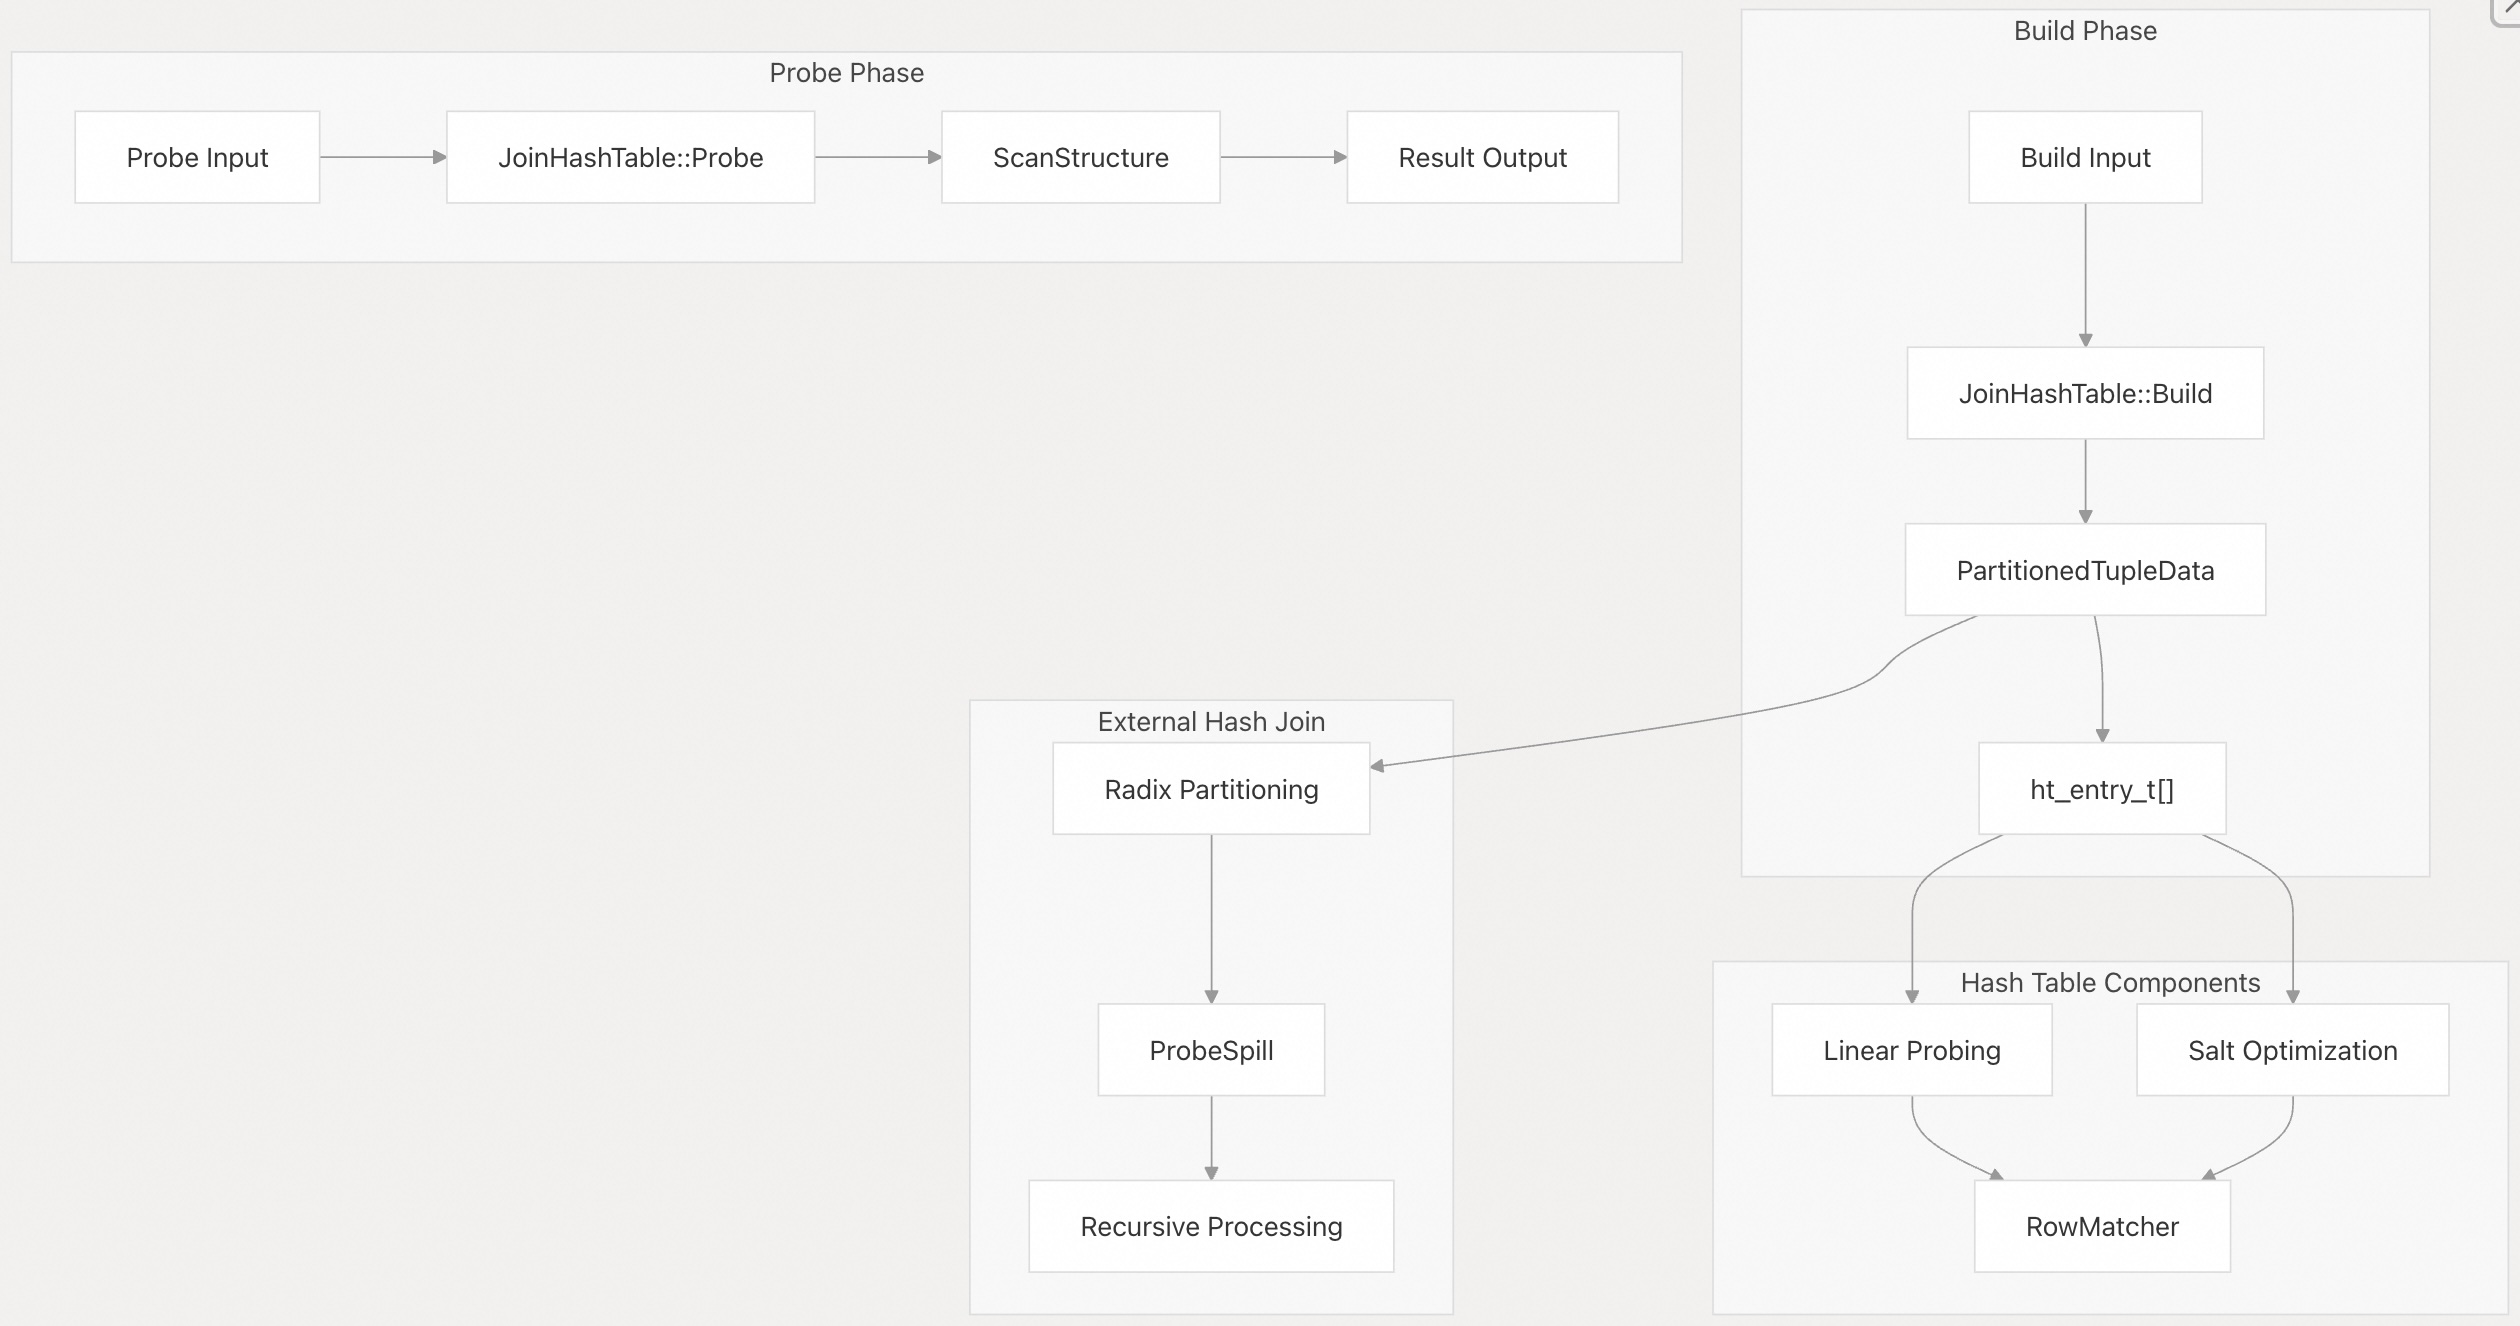 Probe Phase
Probe Input
JoinHashTable::Probe
ScanStructure
Result Output
Build Phase
Build Input
JoinHashTable::Build
PartitionedTupleData
ht_entry_t[]
External Hash Join
Radix Partitioning
ProbeSpill
Recursive Processing
Hash Table Components
Linear Probing
Salt Optimization
RowMatcher